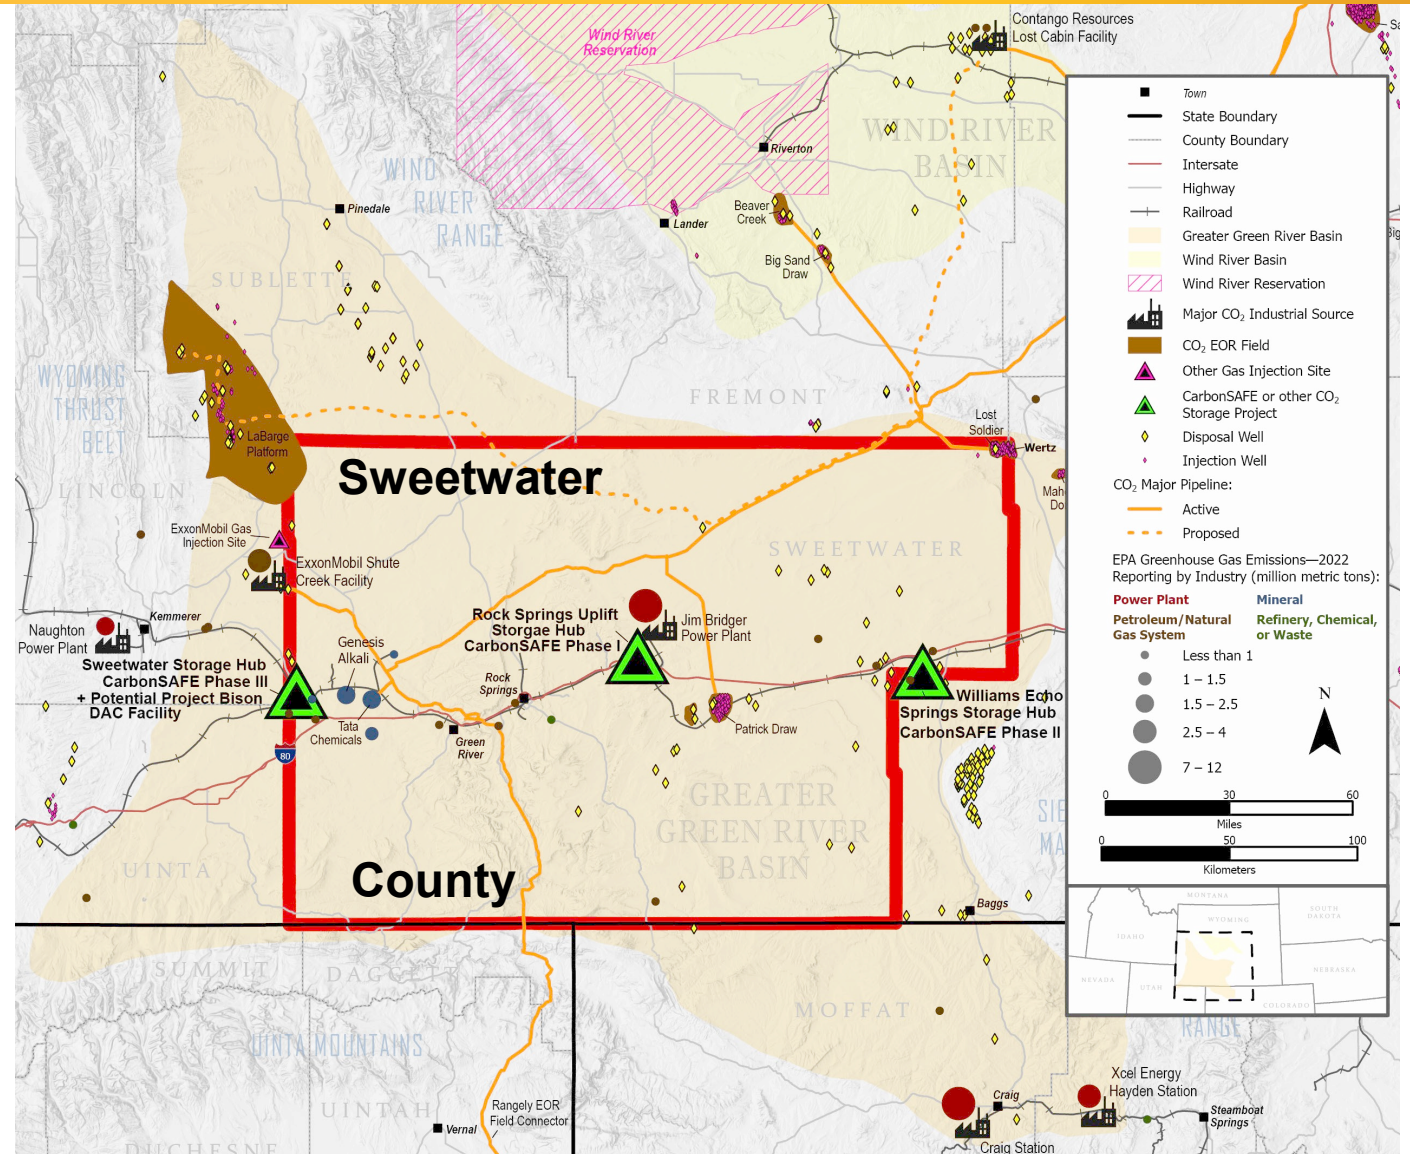 Contango Resources
Lost Cabin Facility
Wind River
Reservation
WIND RIVER
BASIN
Riverton
WIND
RIVER
RANGE
Pinedale
Lander
Beaver
Creek
Big Sand
Draw
SUBLETTE
WYOMING
THRUST
BELT
FREMONT
LaBarge
Platform
Lost
Soldier
Wertz
Sweetwater
LINCOLN
ExxonMobil Gas
Injection Site
ExxonMobil Shute
Creek Facility
SWEETWATER
Kemmerer
Naughton
Power Plant
Rock Springs Uplift
Storgae Hub
CarbonSAFE Phase I
Jim Bridger
Power Plant
Genesis
Alkali
Sweetwater Storage Hub
CarbonSAFE Phase III
+ Potential Project Bison
DAC Facility
Rock
Springs
Tata
Chemicals
Green
River
80
Patrick Draw
Williams Echo
Springs Storage Hub
CarbonSAFE Phase II
GREATER
GREEN RIVER
BASIN
UINTA
County
Baggs
SUMMIT
DAGGETT
MOFFAT
UINTA MOUNTAINS
RANGE
UINTAH
Vernal
Rangely EOR
Field Connector
DUCHESNE
Xcel Energy
Hayden Station
Craig
Craig Station
Steamboat
Springs
Town
State Boundary
County Boundary
Intersate
Highway
Railroad
Greater Green River Basin
Wind River Basin
Wind River Reservation
Major CO₂ Industrial Source
CO₂ EOR Field
Other Gas Injection Site
CarbonSAFE or other CO₂
Storage Project
Disposal Well
Injection Well
CO₂ Major Pipeline:
Active
Proposed
EPA Greenhouse Gas Emissions—2022
Reporting by Industry (million metric tons):
Power Plant
Mineral
Petroleum/Natural
Gas System
Refinery, Chemical,
or Waste
Less than 1
1 – 1.5
1.5 – 2.5
2.5 – 4
7 – 12
N
0 30 60
Miles
0 50 100
Kilometers
MONTANA
SOUTH
DAKOTA
WYOMING
IDAHO
NEBRASKA
NEVADA
UTAH
COLORADO